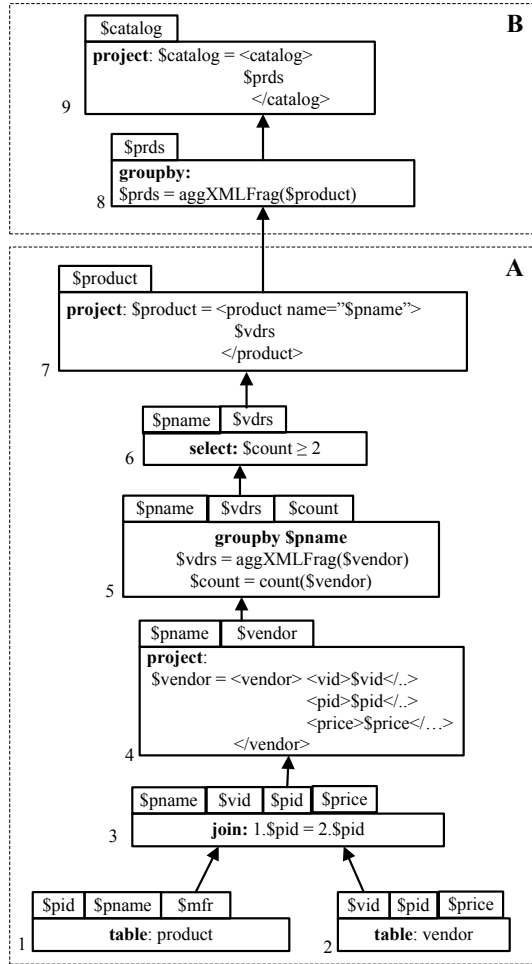 B
$catalog
project: $catalog = <catalog>
$prds
</catalog>
9
$prds
groupby:
$prds = aggXMLFrag($product)
8
A
$product
project: $product = <product name=”$pname”>
$vdrs
</product>
7
$pname $vdrs
select: $count ≥ 2
6
$pname $vdrs $count
groupby $pname
$vdrs = aggXMLFrag($vendor)
$count = count($vendor)
5
$pname $vendor
project:
$vendor = <vendor> <vid>$vid</..>
<pid>$pid</..>
<price>$price</…>
</vendor>
4
$pname $vid $pid $price
join: 1.$pid = 2.$pid
3
$pid $pname $mfr
table: product
1
$vid $pid $price
table: vendor
2